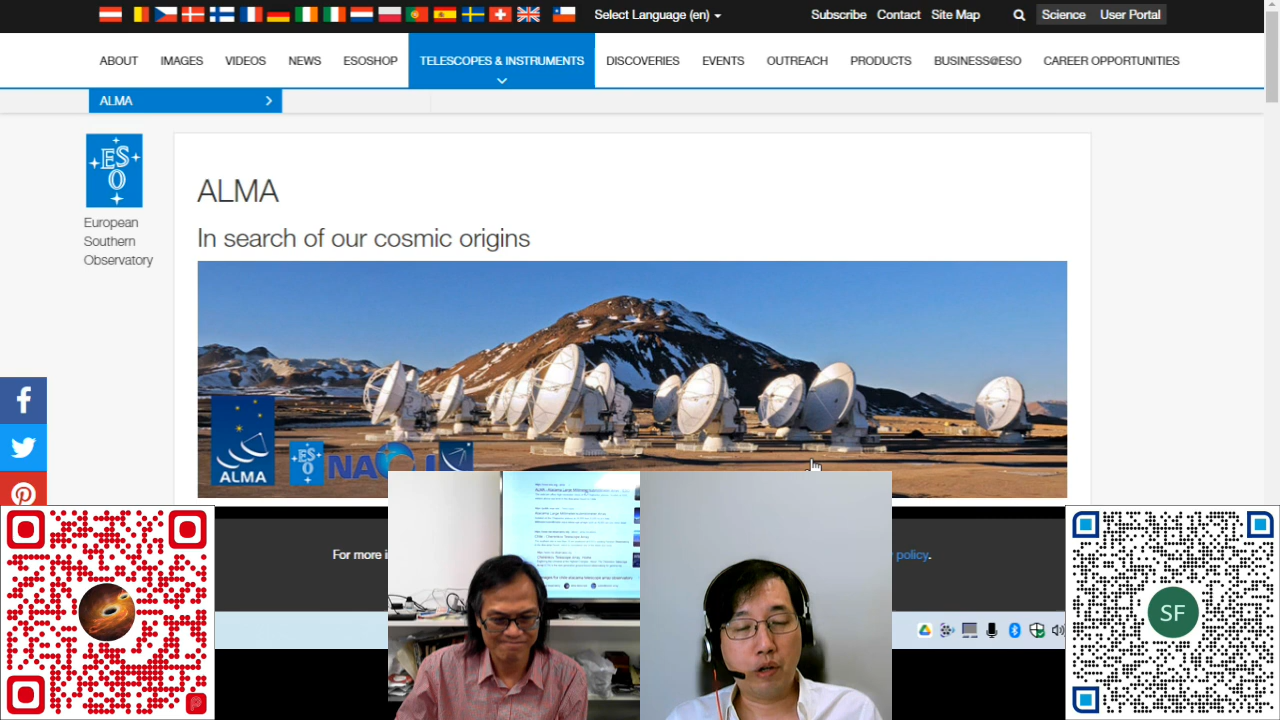 Select Language (en)
Subscribe Contact Site Map Science User Portal
ABOUT IMAGES VIDEOS NEWS ESOSHOP TELESCOPES & INSTRUMENTS DISCOVERIES EVENTS OUTREACH PRODUCTS BUSINESS@ESO CAREER OPPORTUNITIES
ALMA
ESO
European
Southern
Observatory
ALMA
In search of our cosmic origins
ALMA
ESO
For more i
policy.
SF